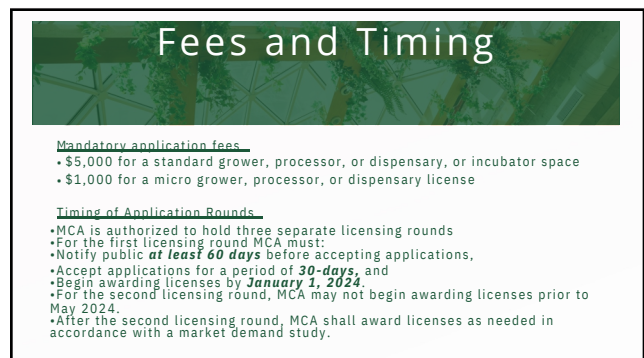 Fees and Timing
Mandatory application fees
• $5,000 for a standard grower, processor, or dispensary, or incubator space
• $1,000 for a micro grower, processor, or dispensary license
Timing of Application Rounds
•MCA is authorized to hold three separate licensing rounds
•For the first licensing round MCA must:
•Notify public at least 60 days before accepting applications,
•Accept applications for a period of 30-days, and
•Begin awarding licenses by January 1, 2024.
•For the second licensing round, MCA may not begin awarding licenses prior to
May 2024.
•After the second licensing round, MCA shall award licenses as needed in
accordance with a market demand study.